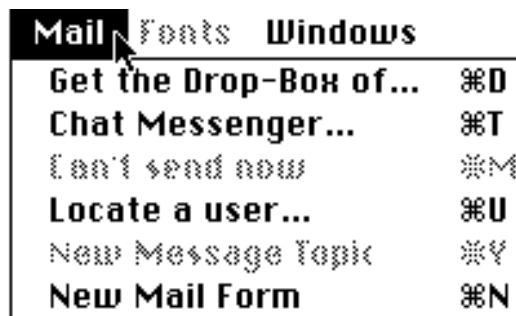 Mail Fonts Windows
Get the Drop-Box of... ⌘D
Chat Messenger... ⌘T
Can't send now ⌘M
Locate a user... ⌘U
New Message Topic ⌘Y
New Mail Form ⌘N